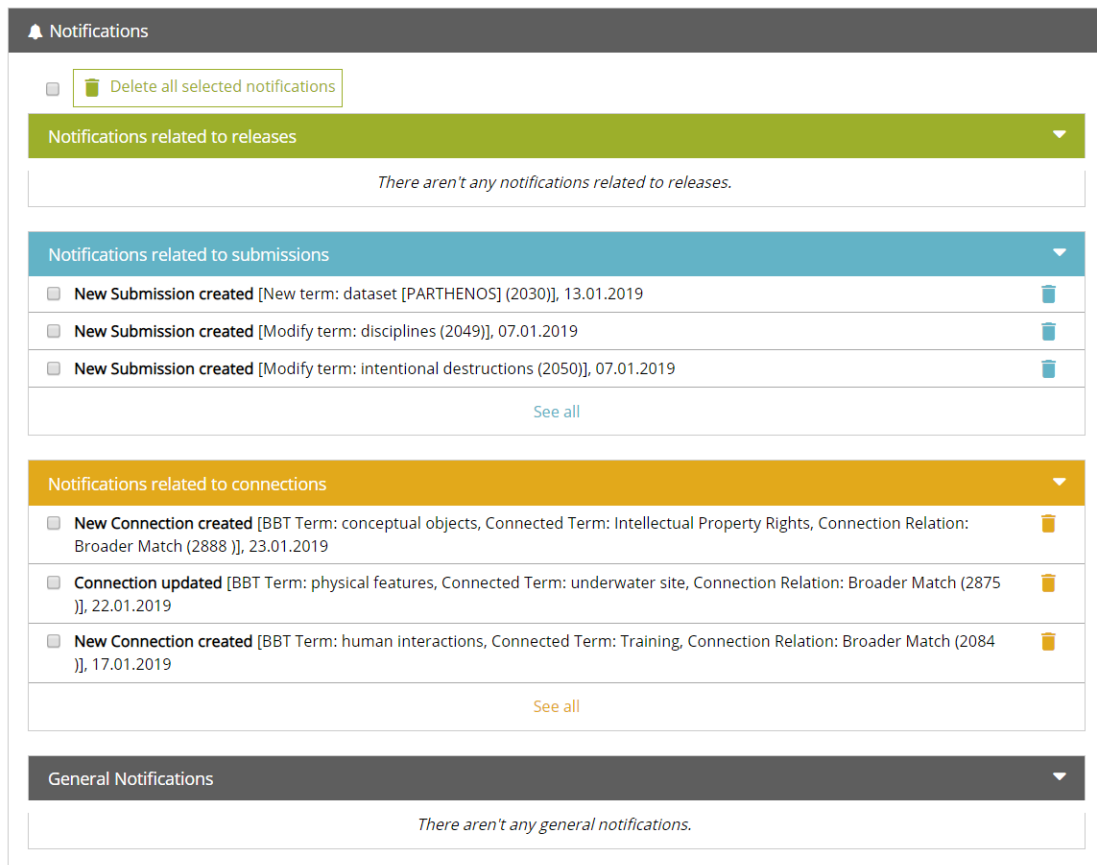 Notifications
Delete all selected notifications
Notifications related to releases
There aren't any notifications related to releases.
Notifications related to submissions
New Submission created [New term: dataset [PARTHENOS] (2030)], 13.01.2019
New Submission created [Modify term: disciplines (2049)], 07.01.2019
New Submission created [Modify term: intentional destructions (2050)], 07.01.2019
See all
Notifications related to connections
New Connection created [BBT Term: conceptual objects, Connected Term: Intellectual Property Rights, Connection Relation:
Broader Match (2888 )], 23.01.2019
Connection updated [BBT Term: physical features, Connected Term: underwater site, Connection Relation: Broader Match (2875
)], 22.01.2019
New Connection created [BBT Term: human interactions, Connected Term: Training, Connection Relation: Broader Match (2084
)], 17.01.2019
See all
General Notifications
There aren't any general notifications.